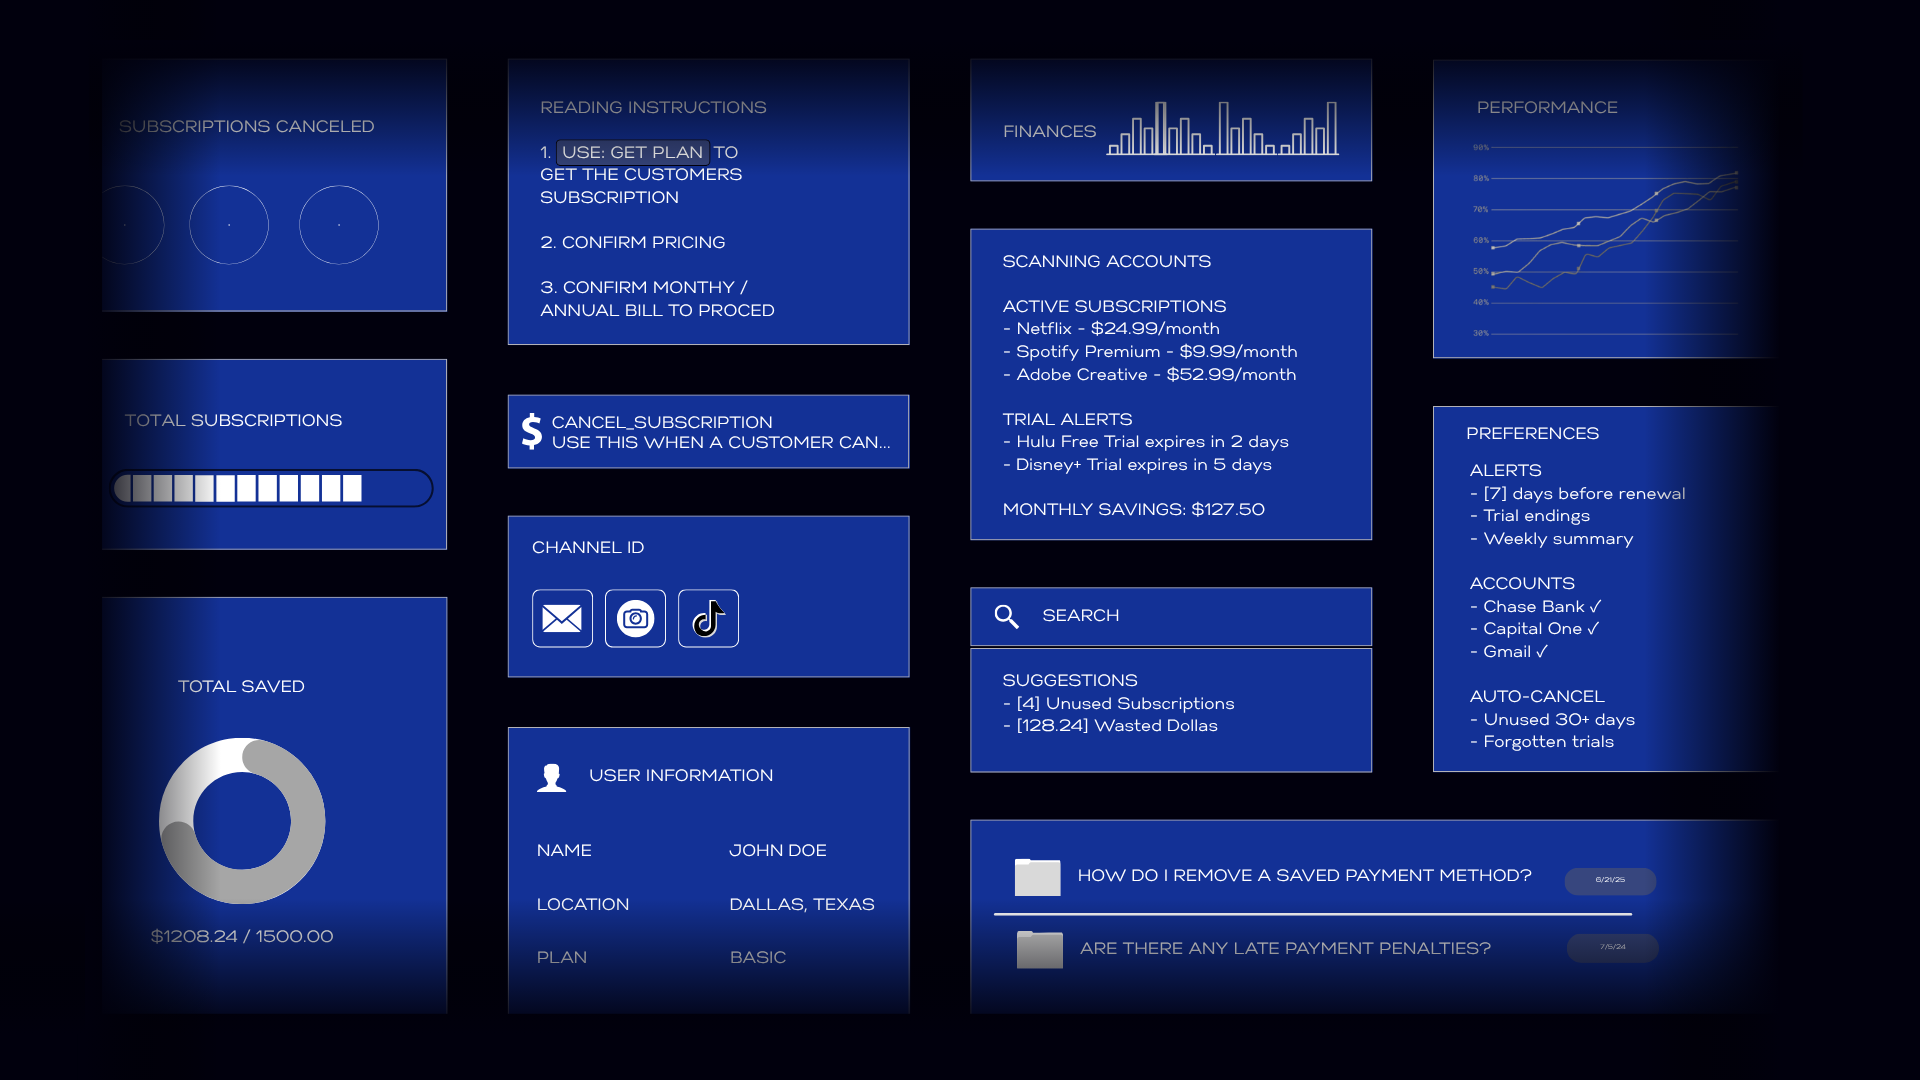 SUBSCRIPTIONS CANCELED
TOTAL SUBSCRIPTIONS
TOTAL SAVED
$1208.24 / 1500.00
READING INSTRUCTIONS
1. USE: GET PLAN TO
GET THE CUSTOMERS
SUBSCRIPTION
2. CONFIRM PRICING
3. CONFIRM MONTHY /
ANNUAL BILL TO PROCED
$ CANCEL_SUBSCRIPTION
USE THIS WHEN A CUSTOMER CAN...
CHANNEL ID
USER INFORMATION
NAME JOHN DOE
LOCATION DALLAS, TEXAS
PLAN BASIC
FINANCES
SCANNING ACCOUNTS
ACTIVE SUBSCRIPTIONS
- Netflix - $24.99/month
- Spotify Premium - $9.99/month
- Adobe Creative - $52.99/month
TRIAL ALERTS
- Hulu Free Trial expires in 2 days
- Disney+ Trial expires in 5 days
MONTHLY SAVINGS: $127.50
SEARCH
SUGGESTIONS
- [4] Unused Subscriptions
- [128.24] Wasted Dollas
PERFORMANCE
90%
80%
70%
60%
50%
40%
30%
PREFERENCES
ALERTS
- [7] days before renewal
- Trial endings
- Weekly summary
ACCOUNTS
- Chase Bank ✓
- Capital One ✓
- Gmail ✓
AUTO-CANCEL
- Unused 30+ days
- Forgotten trials
HOW DO I REMOVE A SAVED PAYMENT METHOD? 6/21/25
ARE THERE ANY LATE PAYMENT PENALTIES? 7/5/24